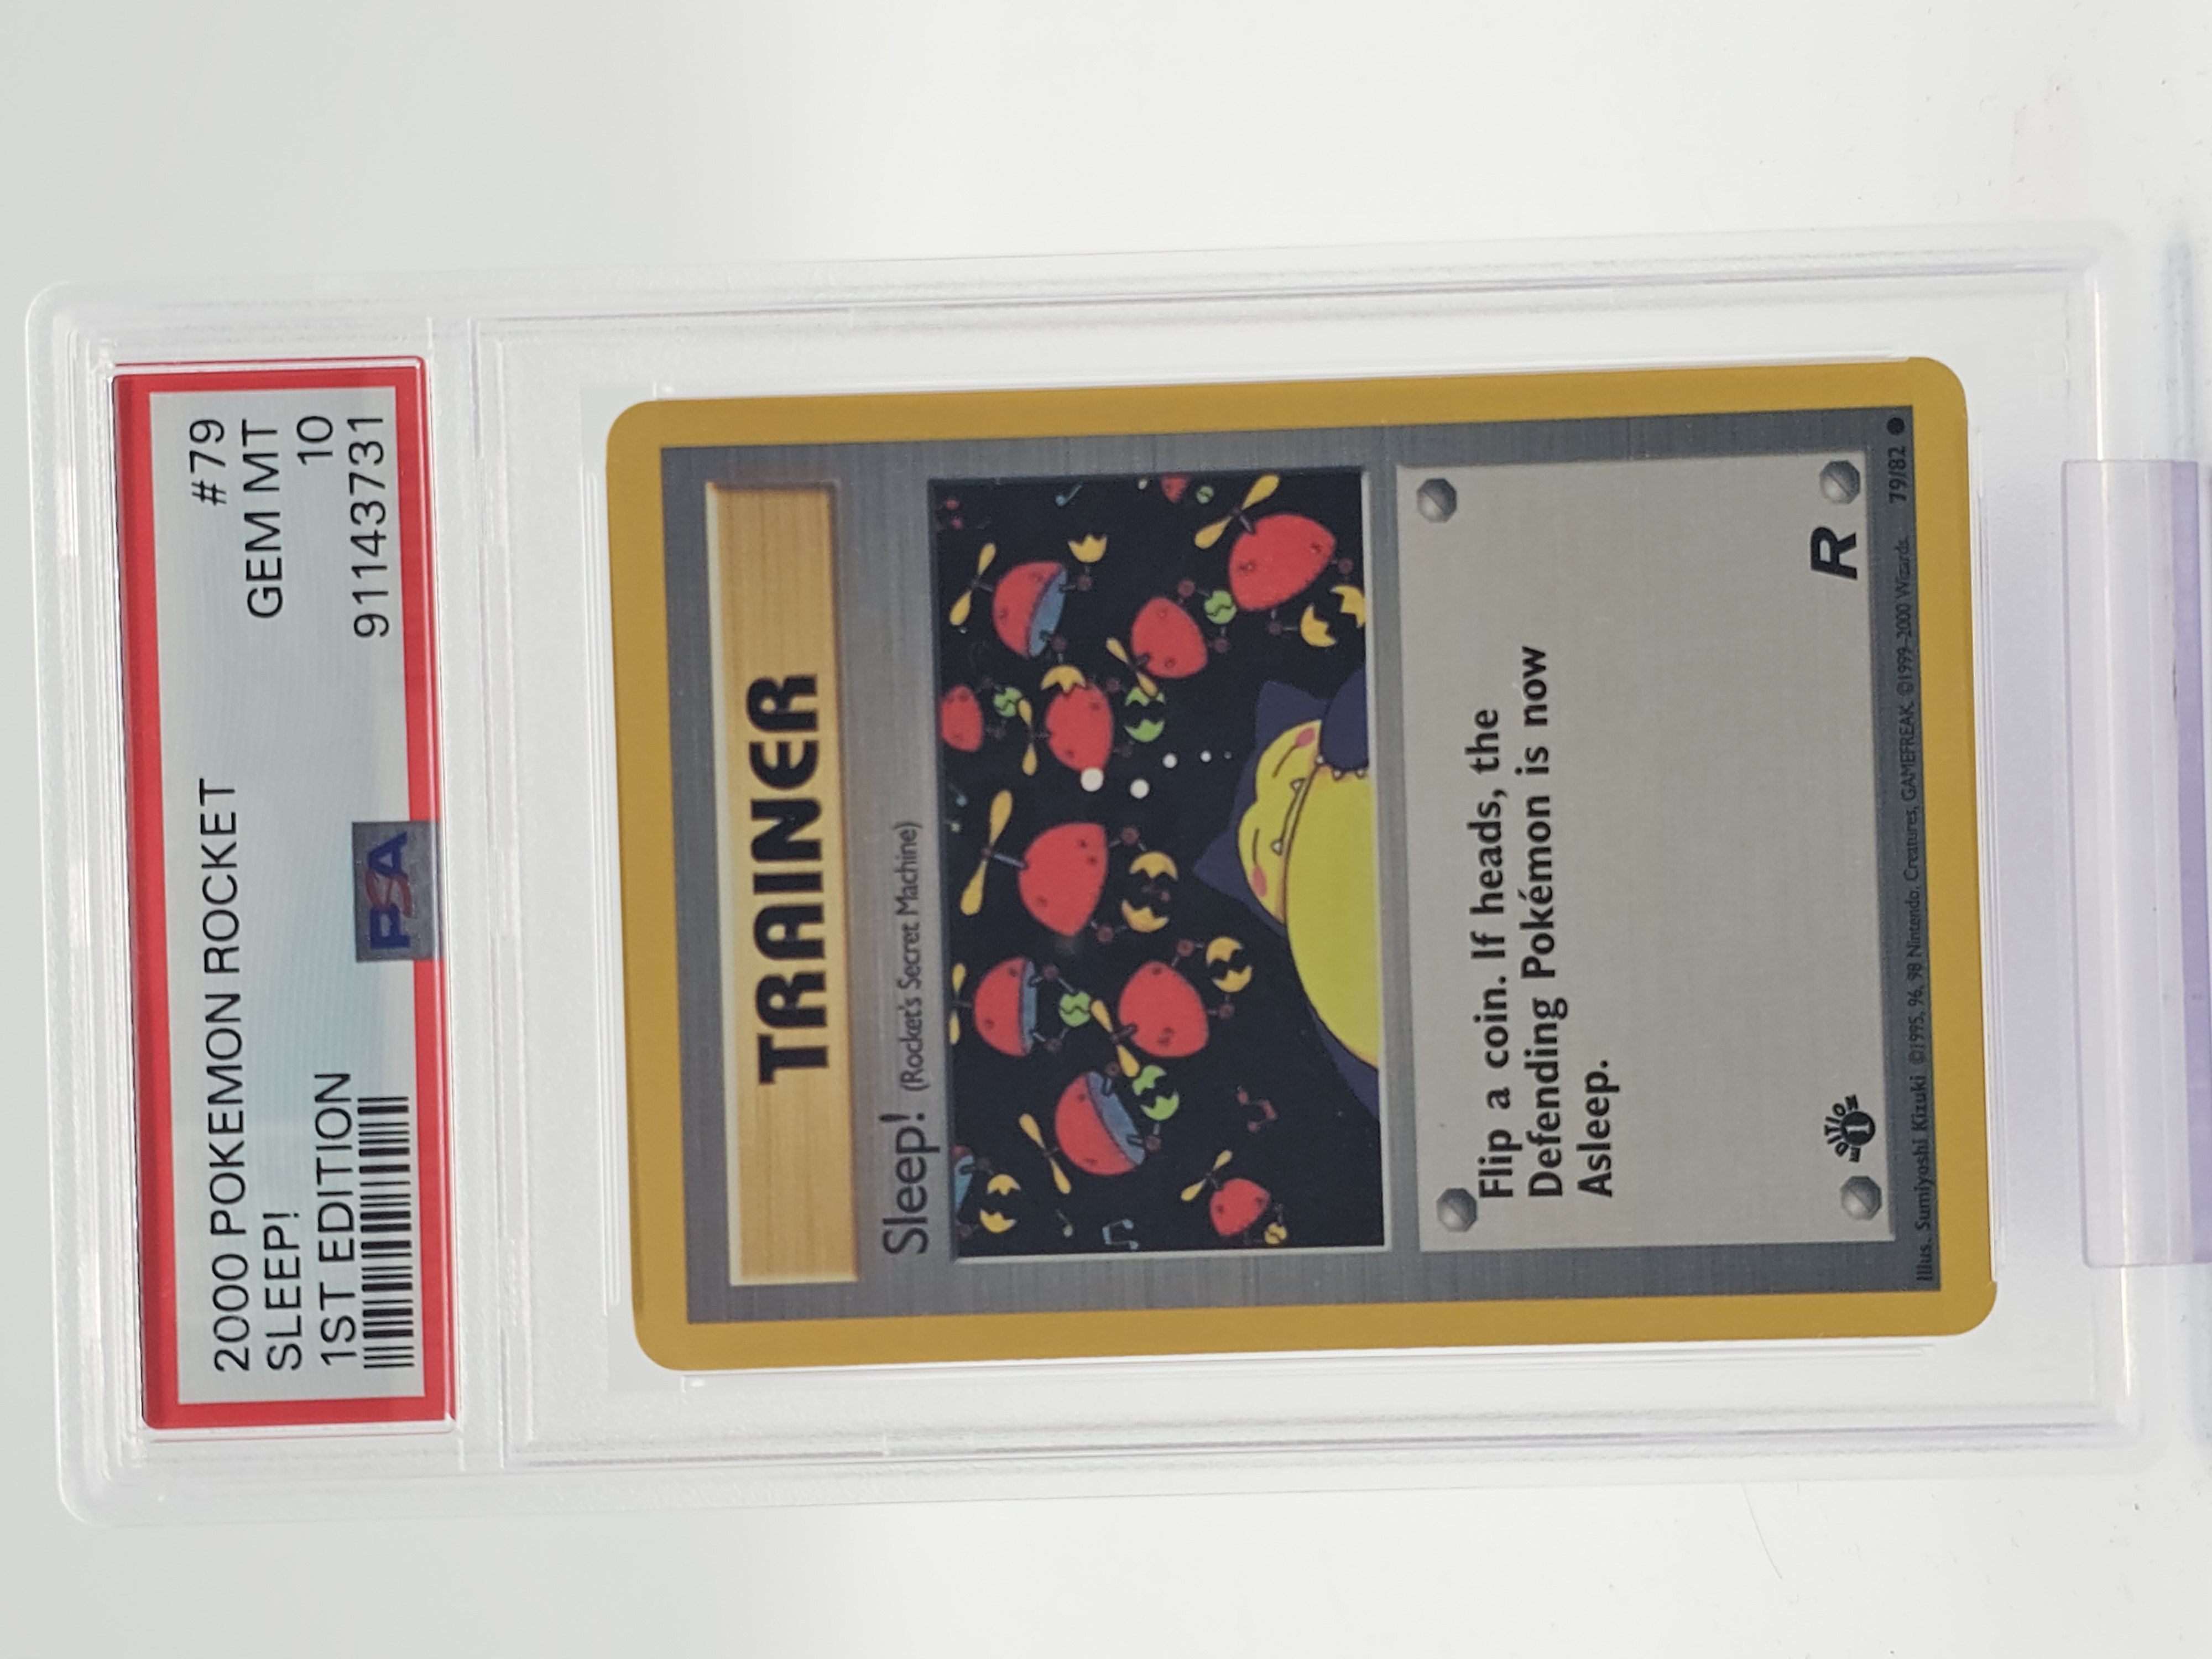 2000 POKEMON ROCKET #79
SLEEP! GEM MT
1ST EDITION 10
91143731
PSA
TRAINER
Sleep! (Rocket's Secret Machine)
Flip a coin. If heads, the
Defending Pokémon is now
Asleep.
EDITION 1
R
Illus. Sumiyoshi Kizuki ©1995, 96, 98 Nintendo, Creatures, GAMEFREAK. ©1999-2000 Wizards. 79/82 ●